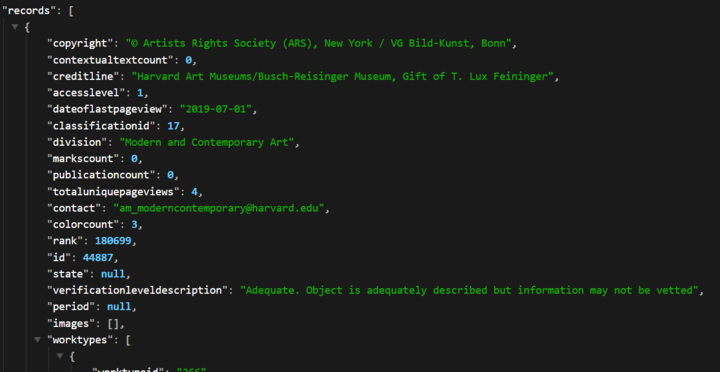 "records": [
{
"copyright": "© Artists Rights Society (ARS), New York / VG Bild-Kunst, Bonn",
"contextualtextcount": 0,
"creditline": "Harvard Art Museums/Busch-Reisinger Museum, Gift of T. Lux Feininger",
"accesslevel": 1,
"dateoflastpageview": "2019-07-01",
"classificationid": 17,
"division": "Modern and Contemporary Art",
"markscount": 0,
"publicationcount": 0,
"totaluniquepageviews": 4,
"contact": "am_moderncontemporary@harvard.edu",
"colorcount": 3,
"rank": 180699,
"id": 44887,
"state": null,
"verificationleveldescription": "Adequate. Object is adequately described but information may not be vetted",
"period": null,
"images": [],
"worktypes": [
{